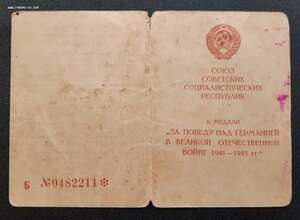 Б №0482211
СОЮЗ
СОВЕТСКИХ
СОЦИАЛИСТИЧЕСКИХ
РЕСПУБЛИК
К МЕДАЛИ
„ЗА ПОБЕДУ НАД ГЕРМАНИЕЙ
В ВЕЛИКОЙ ОТЕЧЕСТВЕННОЙ
ВОЙНЕ 1941—1945 гг.“